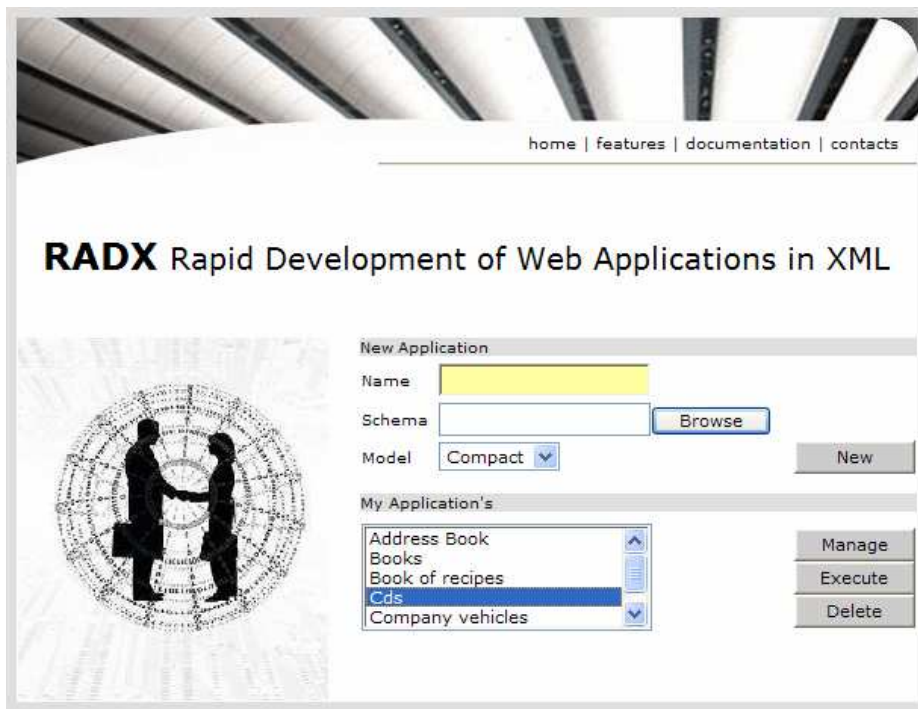 home | features | documentation | contacts
RADX Rapid Development of Web Applications in XML
New Application
Name
Schema
Browse
Model
Compact
New
My Application's
Address Book
Books
Book of recipes
Cds
Company vehicles
Manage
Execute
Delete